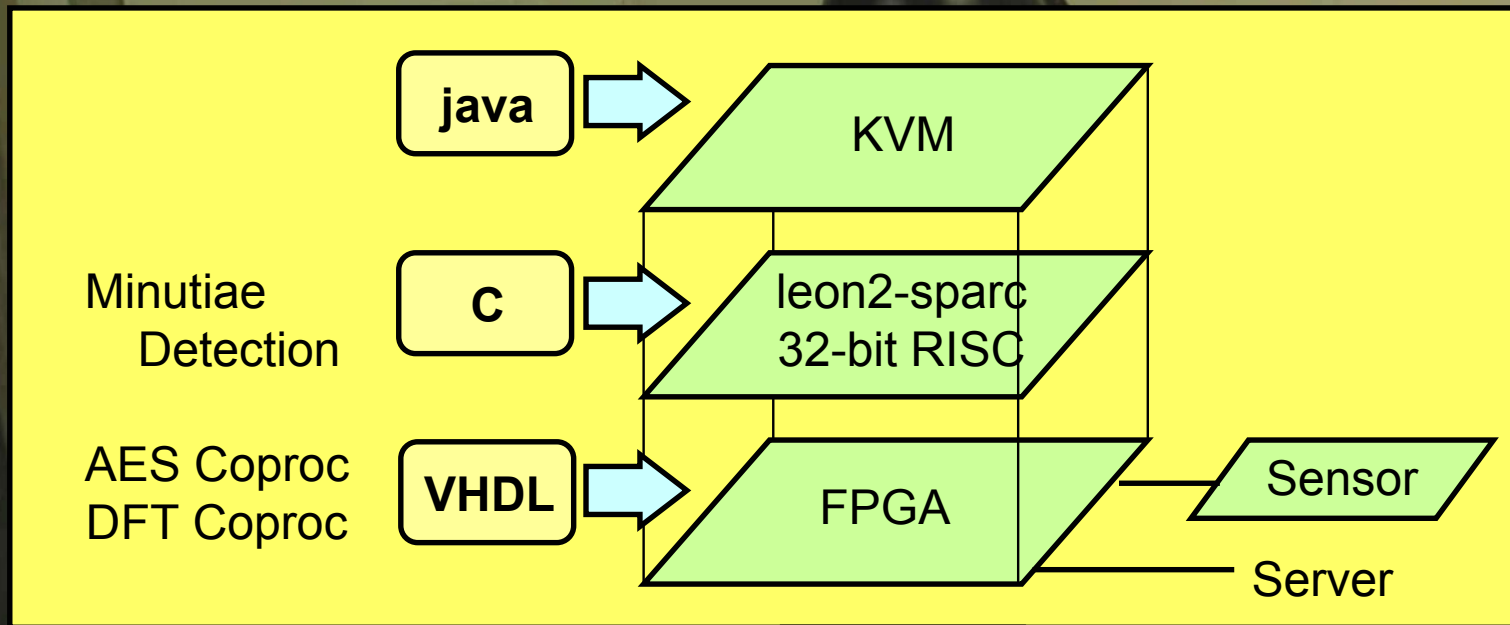 java
KVM
Minutiae
Detection
C
leon2-sparc
32-bit RISC
AES Coproc
DFT Coproc
VHDL
FPGA
Sensor
Server